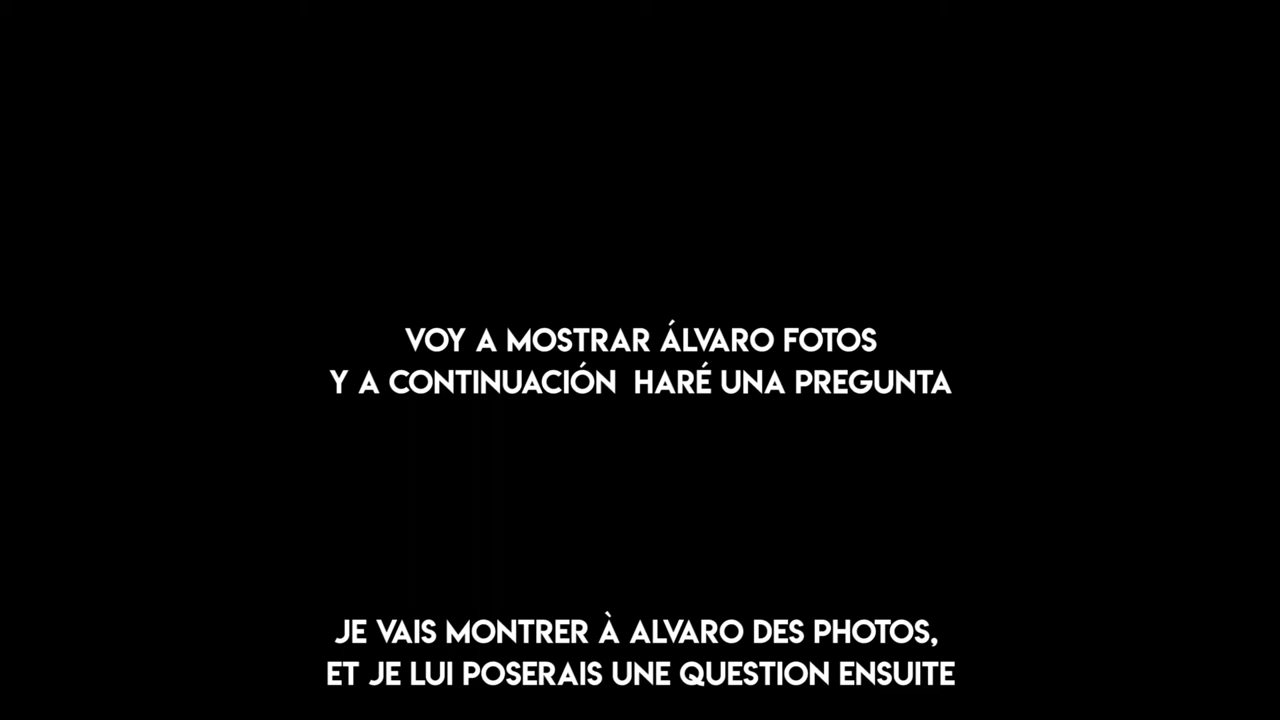 VOY A MOSTRAR ÁLVARO FOTOS
Y A CONTINUACIÓN HARÉ UNA PREGUNTA
JE VAIS MONTRER À ALVARO DES PHOTOS,
ET JE LUI POSERAIS UNE QUESTION ENSUITE